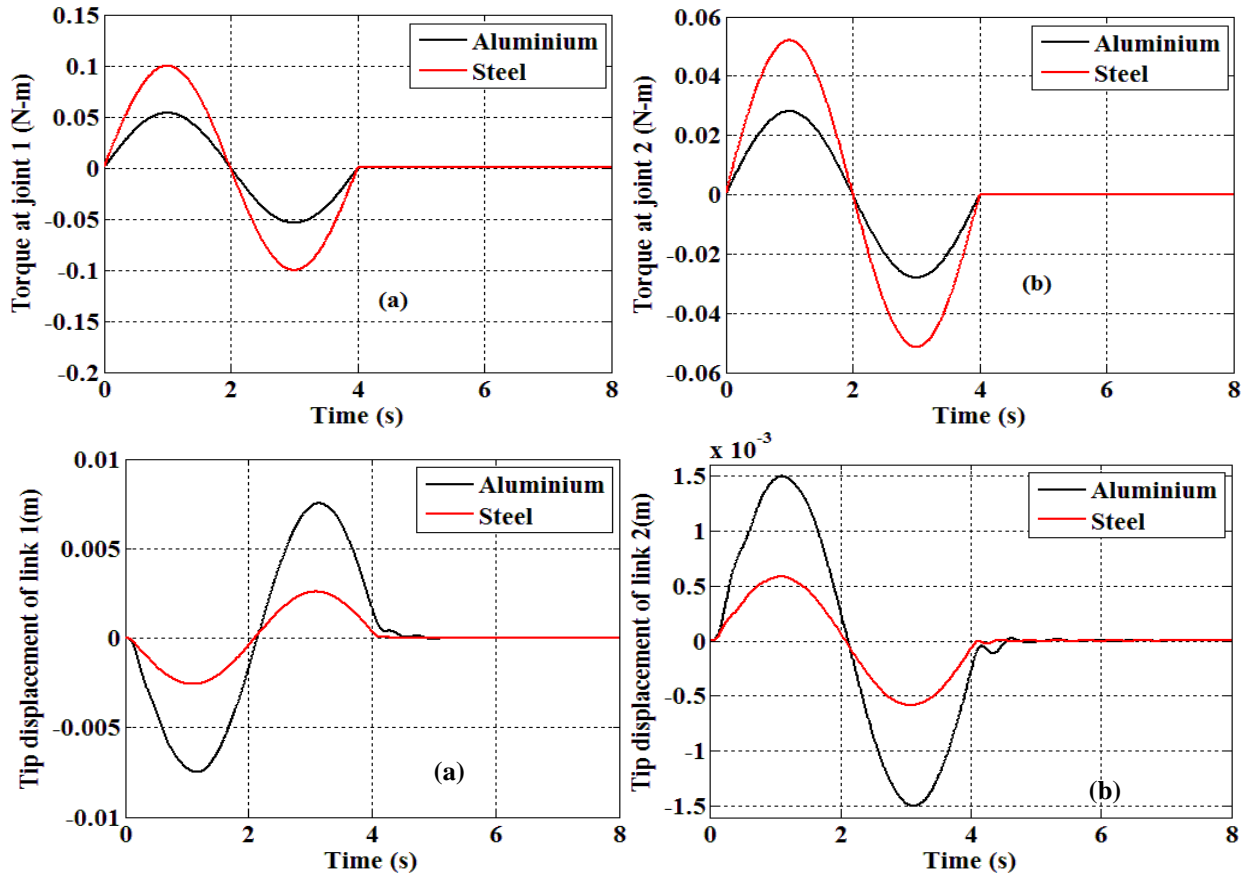 Torque at joint 1 (N-m)
0.15
0.1
0.05
0
-0.05
-0.1
-0.15
-0.2
Aluminium
Steel
(a)
0
2
4
6
8
Time (s)
Torque at joint 2 (N-m)
0.06
0.04
0.02
0
-0.02
-0.04
-0.06
Aluminium
Steel
(b)
0
2
4
6
8
Time (s)
Tip displacement of link 1(m)
0.01
0.005
0
-0.005
-0.01
Aluminium
Steel
(a)
0
2
4
6
8
Time (s)
Tip displacement of link 2(m)
x 10-3
1.5
1
0.5
0
-0.5
-1
-1.5
Aluminium
Steel
(b)
0
2
4
6
8
Time (s)